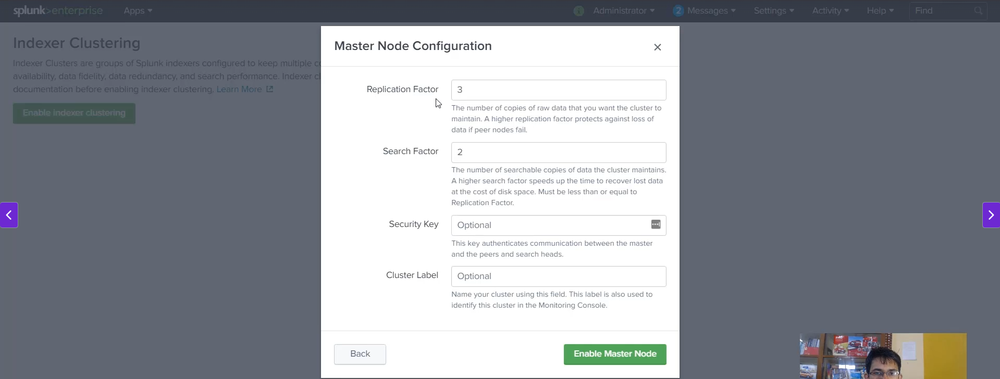 splunk>enterprise Apps Administrator 2 Messages Settings Activity Help Find
Indexer Clustering
Indexer Clusters are groups of Splunk indexers configured to keep multiple
availability, data fidelity, data redundancy, and search performance. Indexer
documentation before enabling indexer clustering. Learn More
Enable indexer clustering
Master Node Configuration
Replication Factor 3
The number of copies of raw data that you want the cluster to
maintain. A higher replication factor protects against loss of
data if peer nodes fail.
Search Factor 2
The number of searchable copies of data the cluster maintains.
A higher search factor speeds up the time to recover lost data
at the cost of disk space. Must be less than or equal to
Replication Factor.
Security Key Optional
This key authenticates communication between the master
and the peers and search heads.
Cluster Label Optional
Name your cluster using this field. This label is also used to
identify this cluster in the Monitoring Console.
Back Enable Master Node